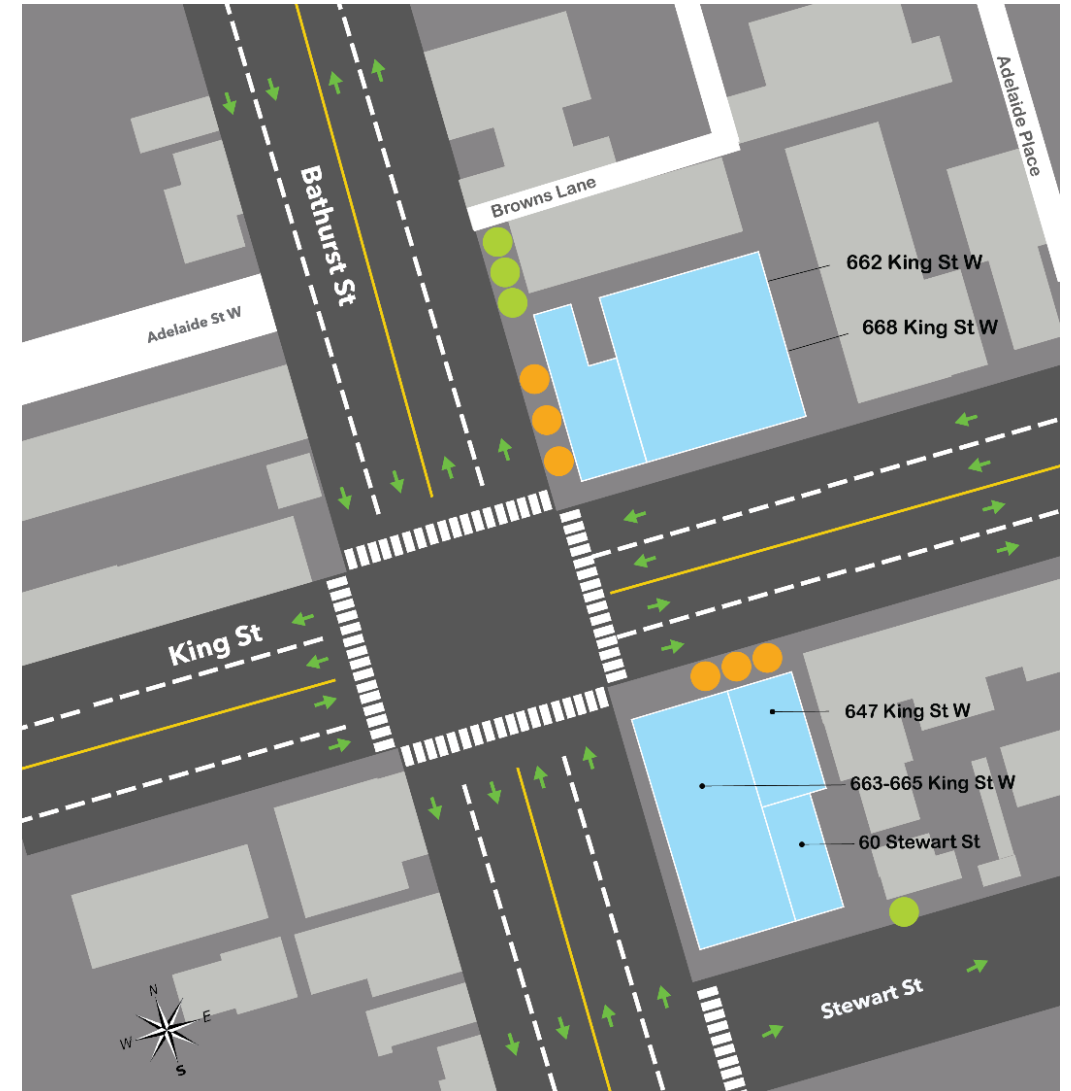 Adelaide Place
Bathurst St
Browns Lane
662 King St W
Adelaide St W
668 King St W
King St
647 King St W
663-665 King St W
60 Stewart St
Stewart St
N
E
W
S